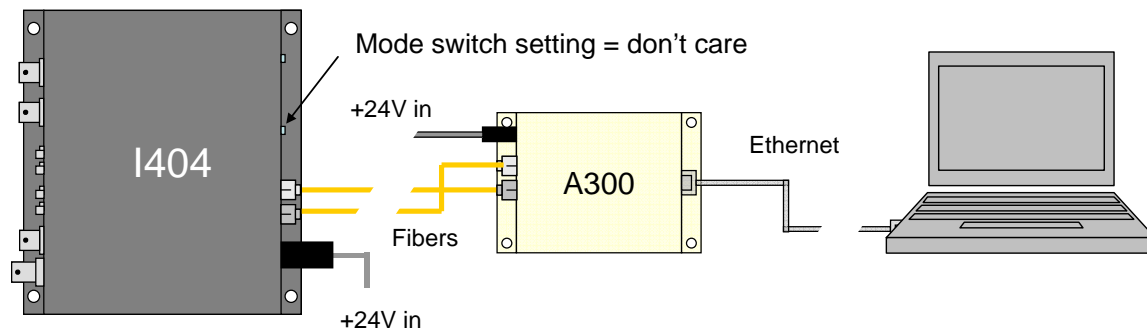 Mode switch setting = don’t care
+24V in
Ethernet
I404
A300
Fibers
+24V in